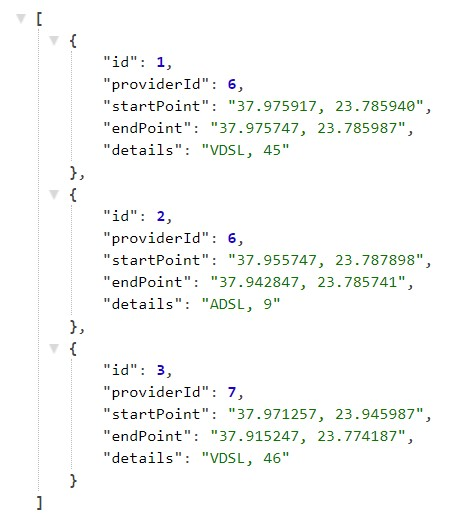 [
{
"id": 1,
"providerId": 6,
"startPoint": "37.975917, 23.785940",
"endPoint": "37.975747, 23.785987",
"details": "VDSL, 45"
},
{
"id": 2,
"providerId": 6,
"startPoint": "37.955747, 23.787898",
"endPoint": "37.942847, 23.785741",
"details": "ADSL, 9"
},
{
"id": 3,
"providerId": 7,
"startPoint": "37.971257, 23.945987",
"endPoint": "37.915247, 23.774187",
"details": "VDSL, 46"
}
]